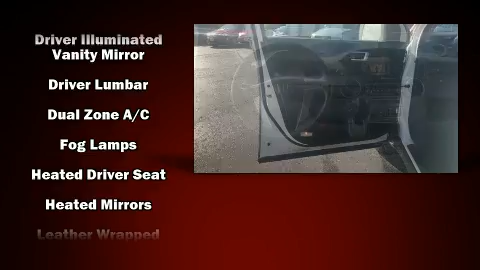 Driver Illuminated
Vanity Mirror
Driver Lumbar
Dual Zone A/C
Fog Lamps
Heated Driver Seat
Heated Mirrors
Leather Wrapped